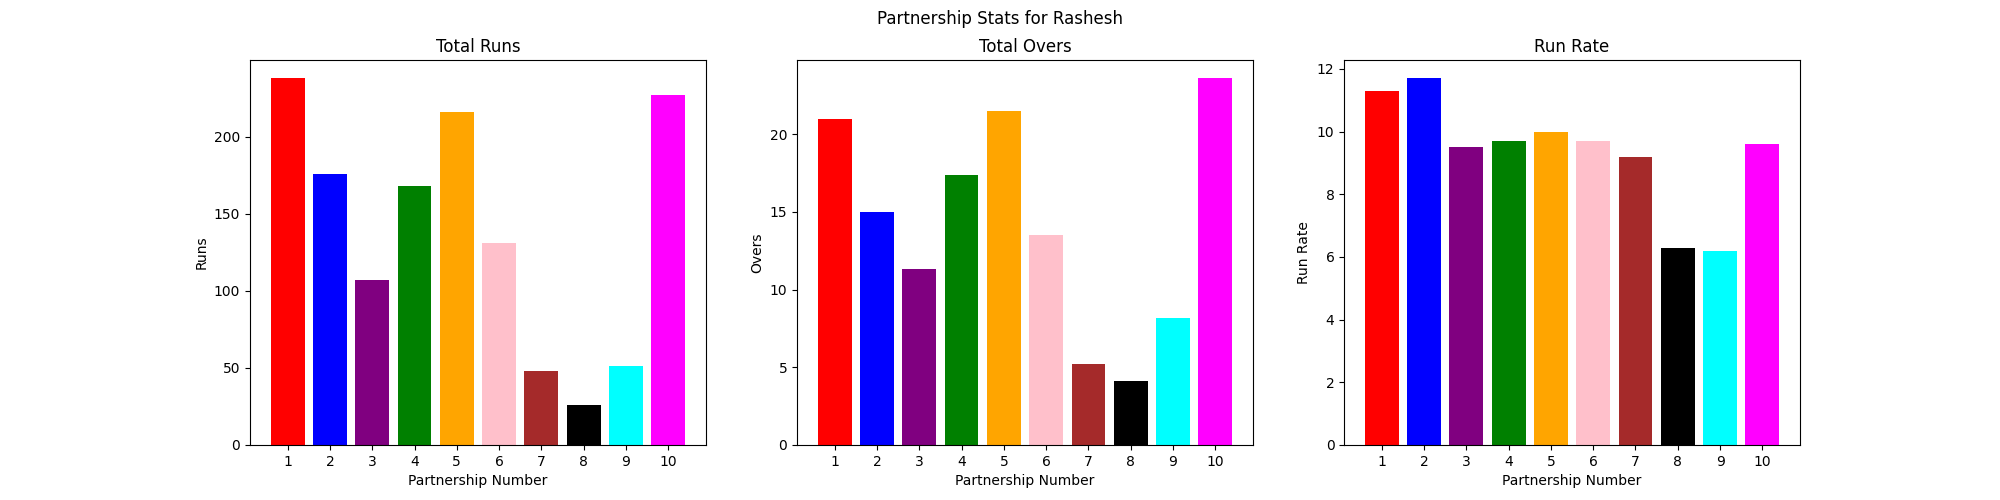 Partnership Stats for Rashesh
Total Runs
Runs
200
150
100
50
0
1 2 3 4 5 6 7 8 9 10
Partnership Number
Total Overs
Overs
20
15
10
5
0
1 2 3 4 5 6 7 8 9 10
Partnership Number
Run Rate
Run Rate
12
10
8
6
4
2
0
1 2 3 4 5 6 7 8 9 10
Partnership Number